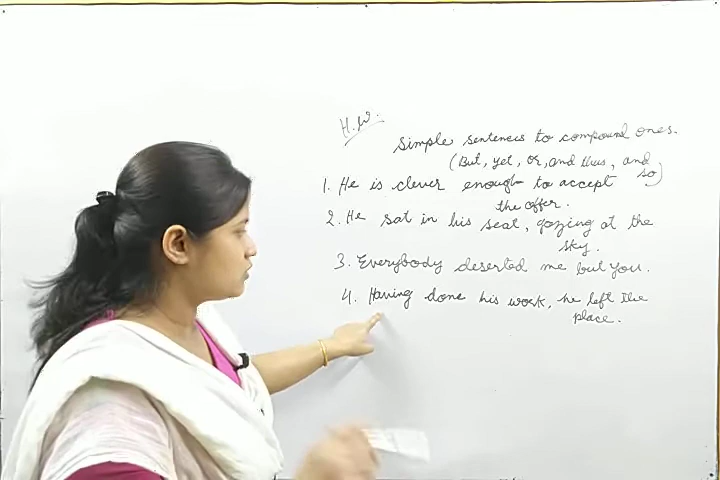 H.W.
Simple sentences to compound ones.
(But, yet, or, and thus, and so)
1. He is clever enough to accept
the offer.
2. He sat in his seat, gazing at the
sky.
3. Everybody deserted me but you.
4. Having done his work, he left the
place.